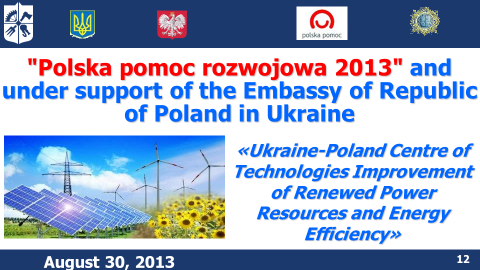 polska pomoc
"Polska pomoc rozwojowa 2013" and
under support of the Embassy of Republic
of Poland in Ukraine
«Ukraine-Poland Centre of
Technologies Improvement
of Renewed Power
Resources and Energy
Efficiency»
August 30, 2013
12